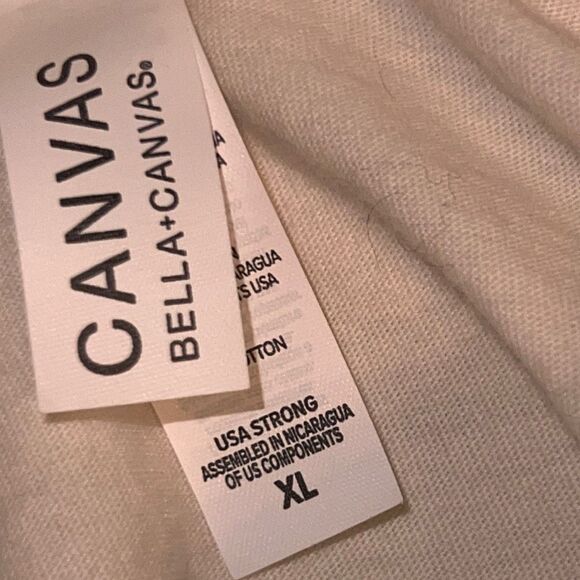 CANVAS
BELLA+CANVAS®
USA STRONG
ASSEMBLED IN NICARAGUA
OF US COMPONENTS
XL